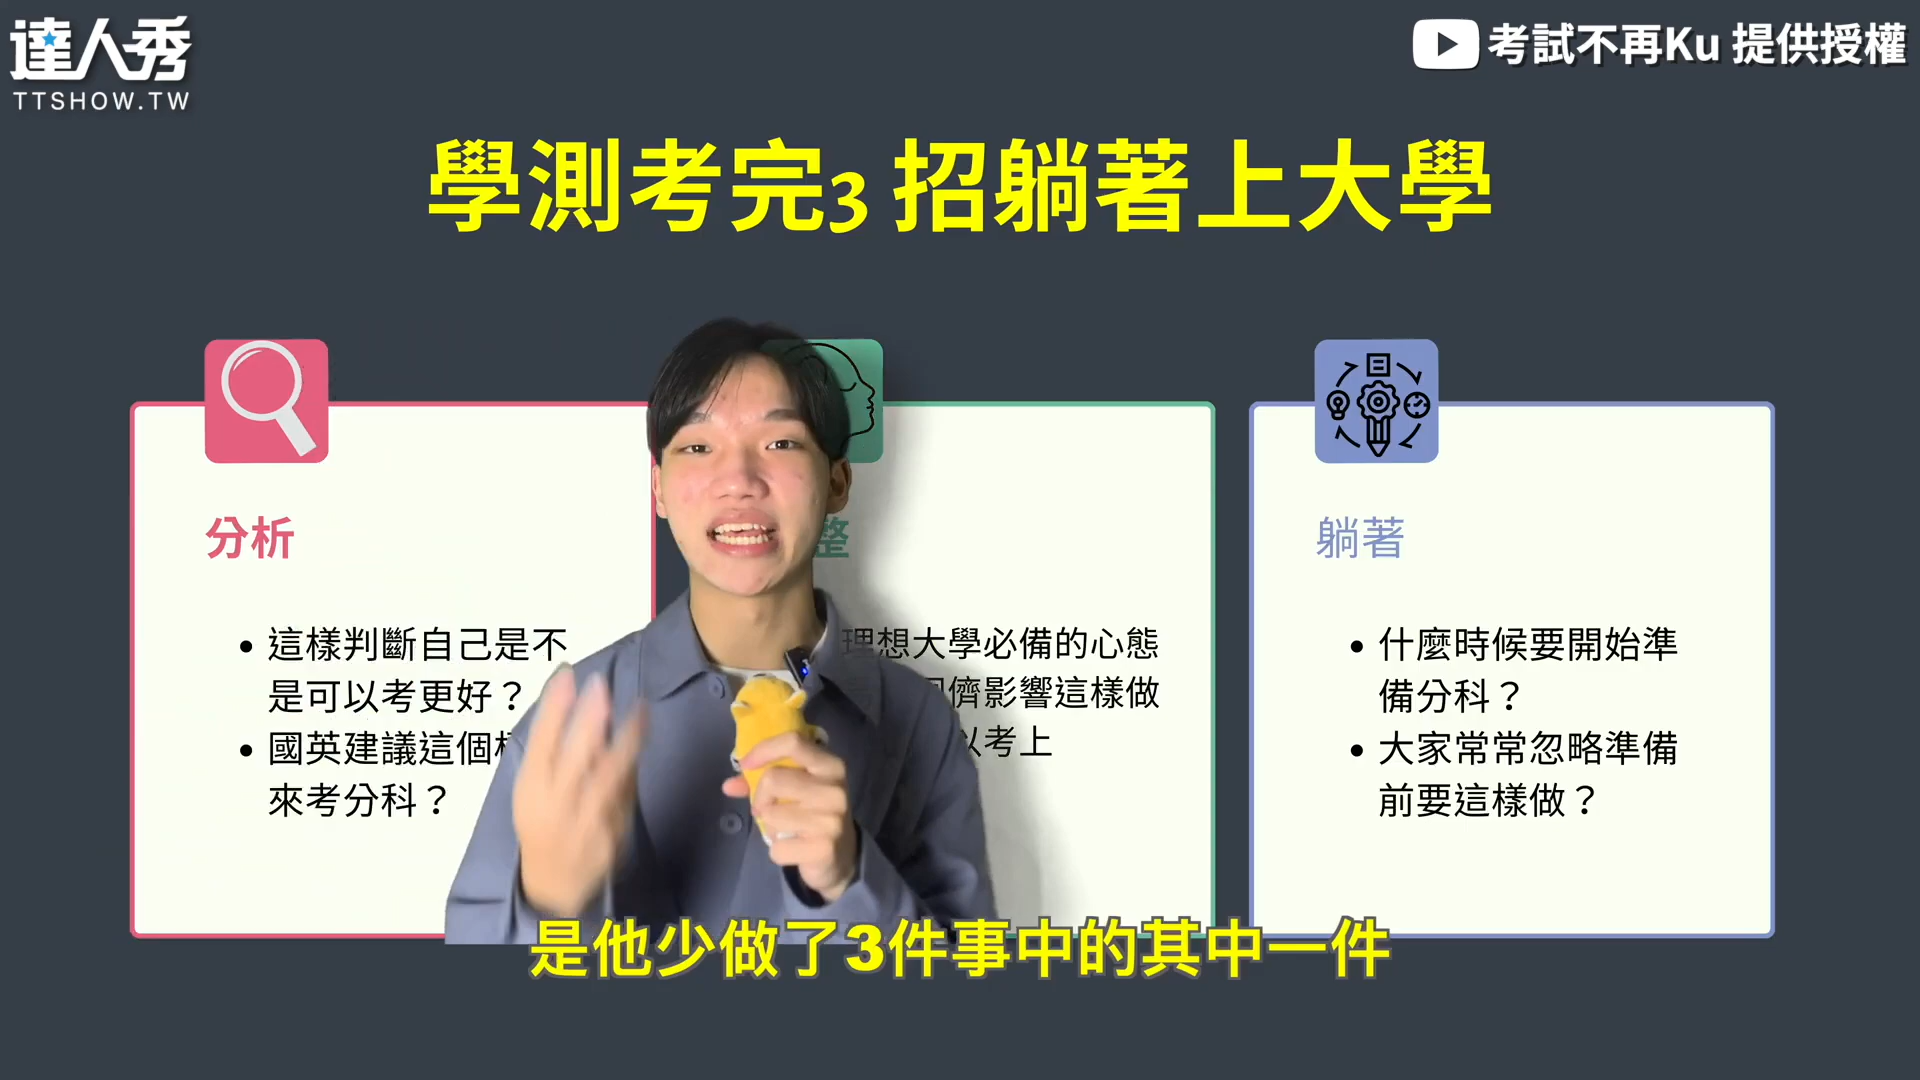 達人秀
TTSHOW.TW
考試不再Ku 提供授權
學測考完3 招躺著上大學
分析
• 這樣判斷自己是不
是可以考更好？
• 國英建議這個
來考分科？
整
理想大學必備的心態
儕影響這樣做
以考上
躺著
• 什麼時候要開始準
備分科？
• 大家常常忽略準備
前要這樣做？
是他少做了3件事中的其中一件